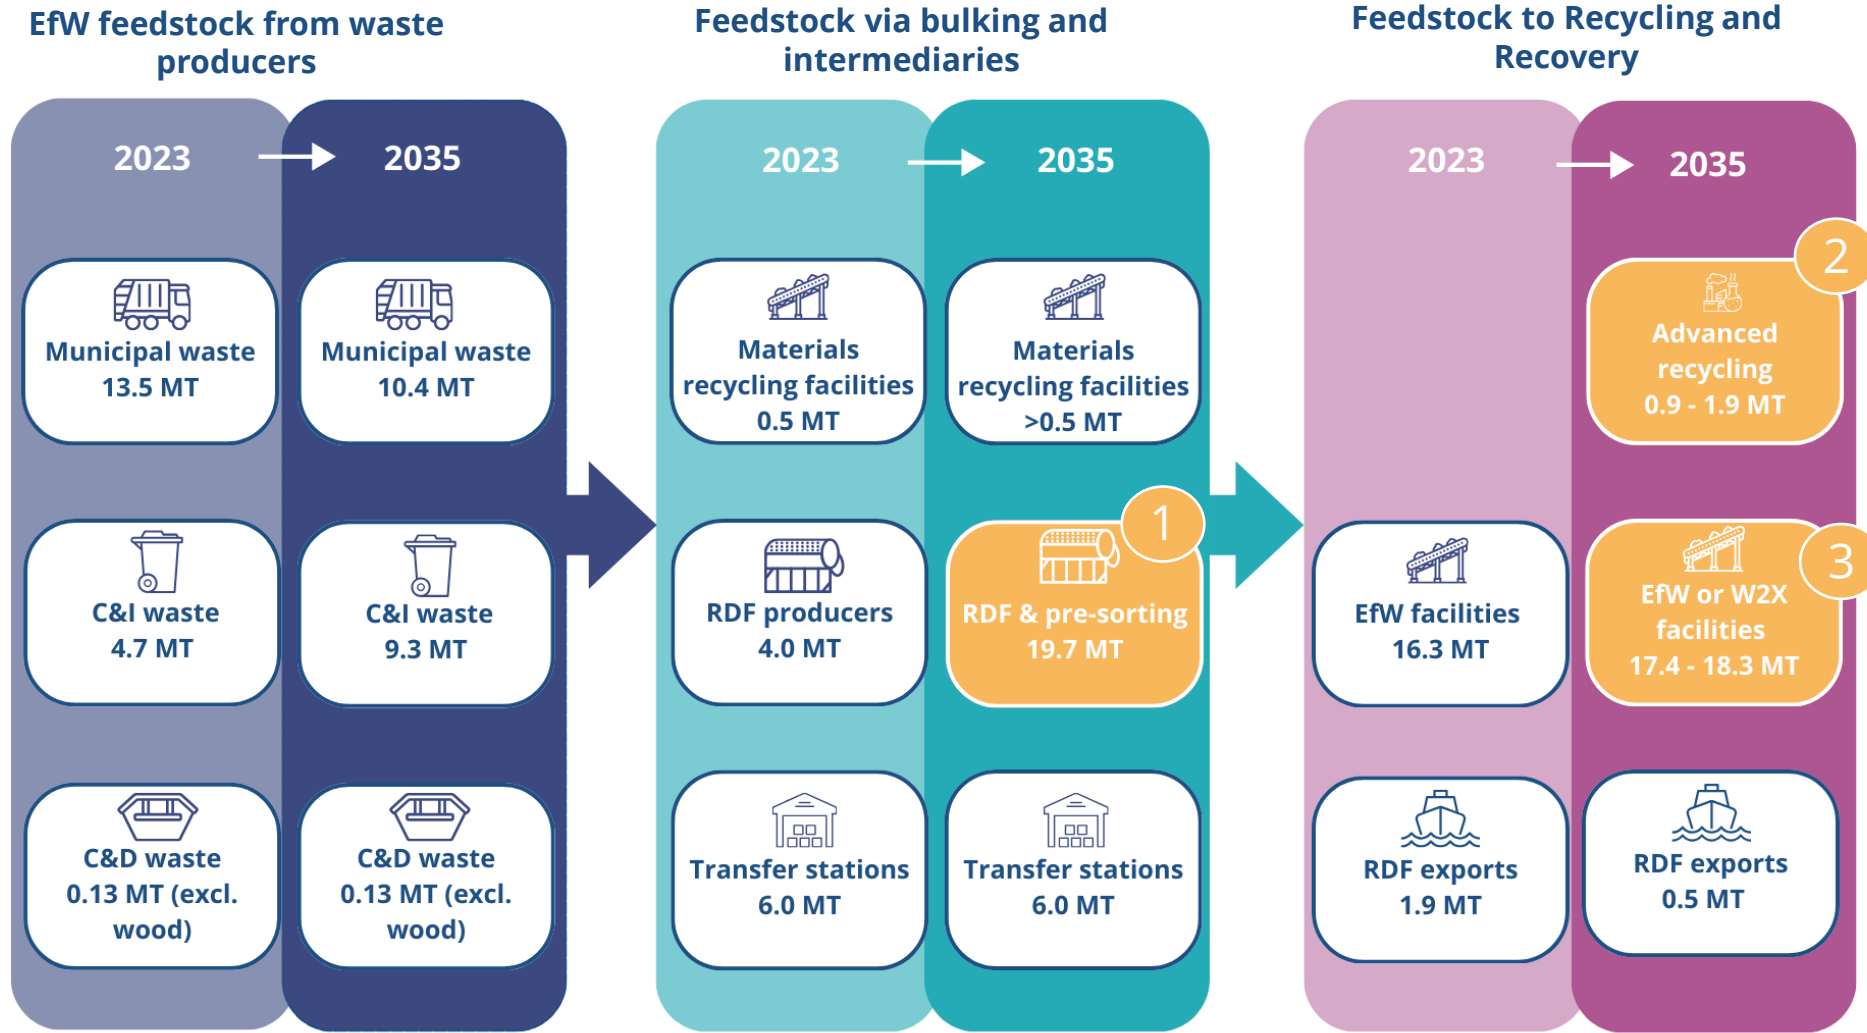 EfW feedstock from waste
producers
2023
2035
Municipal waste
13.5 MT
Municipal waste
10.4 MT
C&I waste
4.7 MT
C&I waste
9.3 MT
C&D waste
0.13 MT (excl.
wood)
C&D waste
0.13 MT (excl.
wood)
Feedstock via bulking and
intermediaries
2023
2035
Materials
recycling facilities
0.5 MT
Materials
recycling facilities
>0.5 MT
RDF producers
4.0 MT
1
RDF & pre-sorting
19.7 MT
Transfer stations
6.0 MT
Transfer stations
6.0 MT
Feedstock to Recycling and
Recovery
2023
2035
2
Advanced
recycling
0.9 - 1.9 MT
EfW facilities
16.3 MT
3
EfW or W2X
facilities
17.4 - 18.3 MT
RDF exports
1.9 MT
RDF exports
0.5 MT